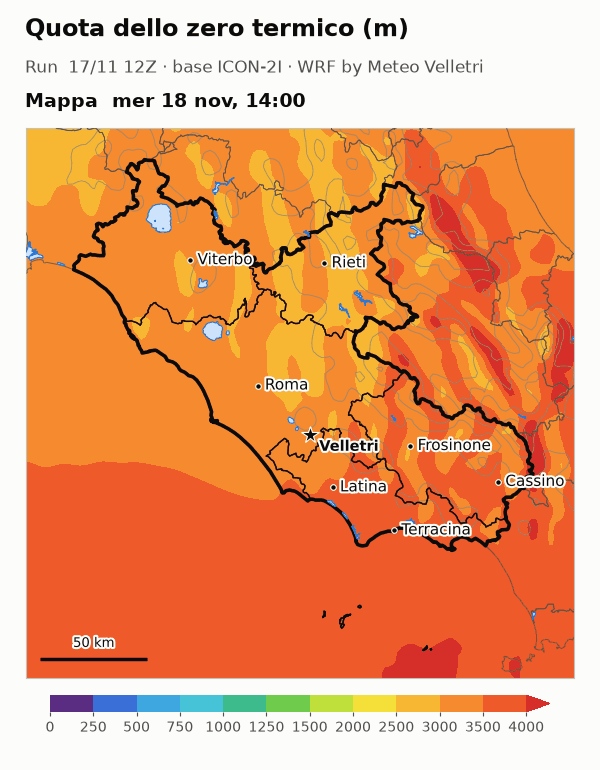 Quota dello zero termico (m)
Run  17/11 12Z · base ICON-2I · WRF by Meteo Velletri
Mappa  mer 18 nov, 14:00
Viterbo
Rieti
Roma
Velletri
Frosinone
Latina
Cassino
Terracina
50 km
0 250 500 750 1000 1250 1500 2000 2500 3000 3500 4000